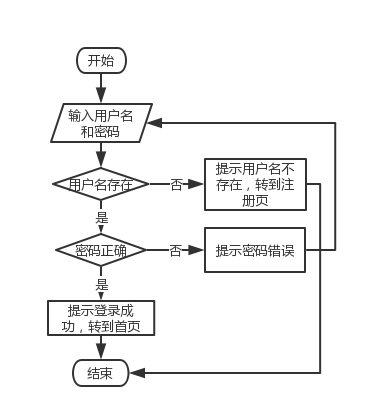 开始
输入用户名
和密码
用户名存在
否
提示用户名不
存在，转到注
册页
是
密码正确
否
提示密码错误
是
提示登录成
功，转到首页
结束